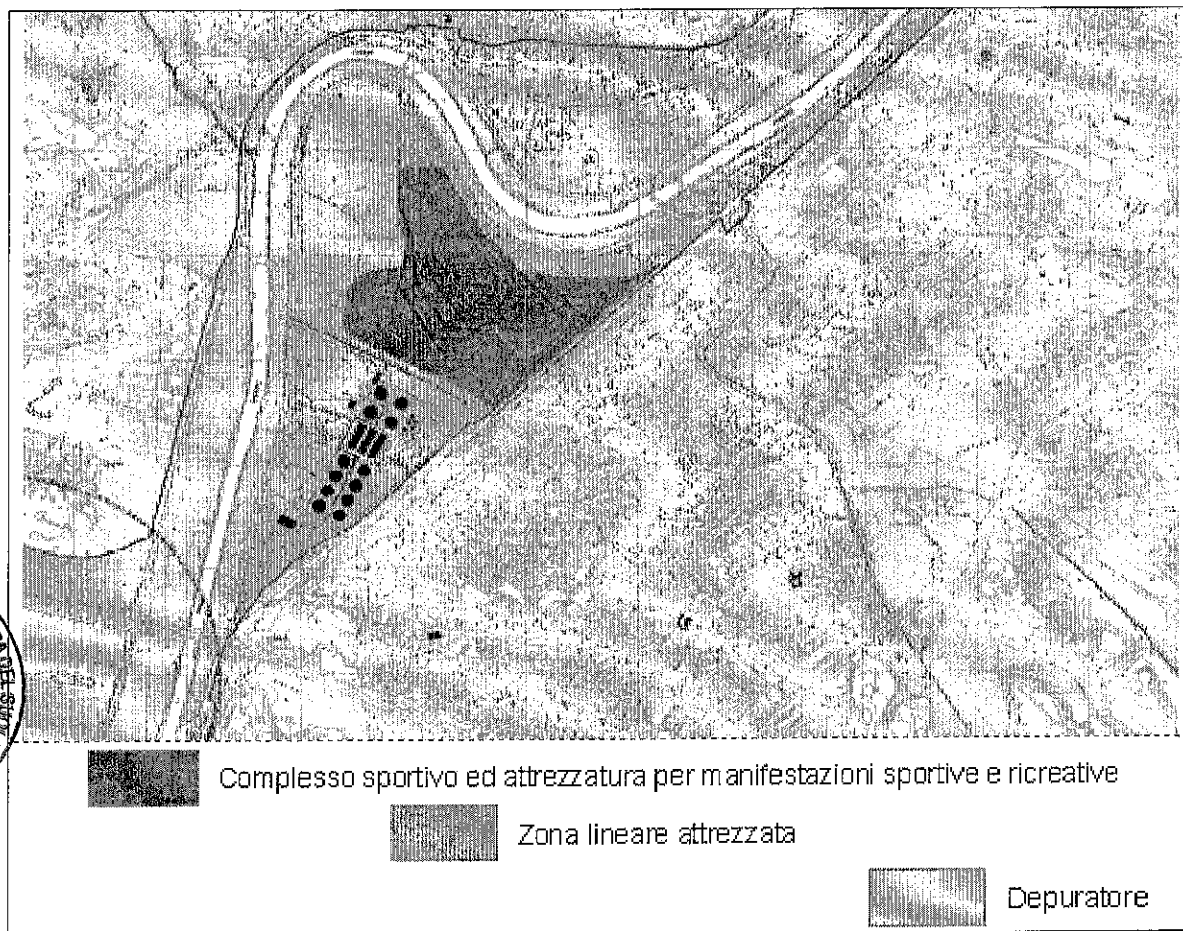 Complesso sportivo ed attrezzatura per manifestazioni sportive e ricreative
Zona lineare attrezzata
Depuratore